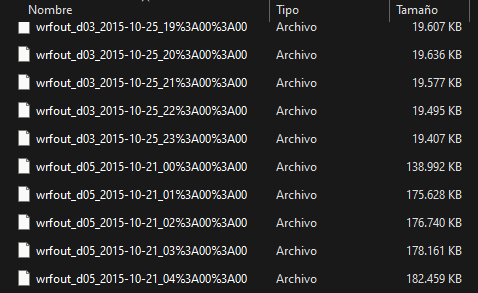 Nombre Tipo Tamaño
wrfout_d03_2015-10-25_19%3A00%3A00 Archivo 19.607 KB
wrfout_d03_2015-10-25_20%3A00%3A00 Archivo 19.636 KB
wrfout_d03_2015-10-25_21%3A00%3A00 Archivo 19.577 KB
wrfout_d03_2015-10-25_22%3A00%3A00 Archivo 19.495 KB
wrfout_d03_2015-10-25_23%3A00%3A00 Archivo 19.407 KB
wrfout_d05_2015-10-21_00%3A00%3A00 Archivo 138.992 KB
wrfout_d05_2015-10-21_01%3A00%3A00 Archivo 175.628 KB
wrfout_d05_2015-10-21_02%3A00%3A00 Archivo 176.740 KB
wrfout_d05_2015-10-21_03%3A00%3A00 Archivo 178.161 KB
wrfout_d05_2015-10-21_04%3A00%3A00 Archivo 182.459 KB